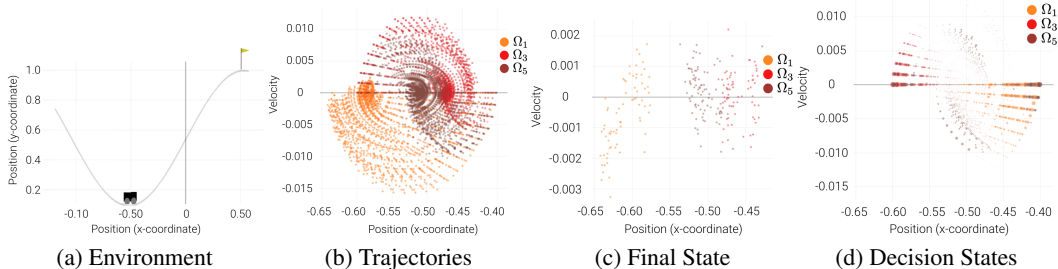 Position (y-coordinate)
1.0
0.8
0.6
0.4
0.2
-0.10
-0.50
0
0.50
Position (x-coordinate)
(a) Environment
Velocity
0.010
0.005
0
-0.005
-0.010
-0.015
-0.65 -0.60 -0.55 -0.50 -0.45 -0.40
Position (x-coordinate)
Ω1
Ω3
Ω5
(b) Trajectories
Velocity
0.002
0.001
0
-0.001
-0.002
-0.003
-0.65 -0.60 -0.55 -0.50 -0.45
Position (x-coordinate)
Ω1
Ω3
Ω5
(c) Final State
Velocity
0.010
0.005
0
-0.005
-0.010
-0.015
-0.65 -0.60 -0.55 -0.50 -0.45 -0.40
Position (x-coordinate)
Ω1
Ω3
Ω5
(d) Decision States